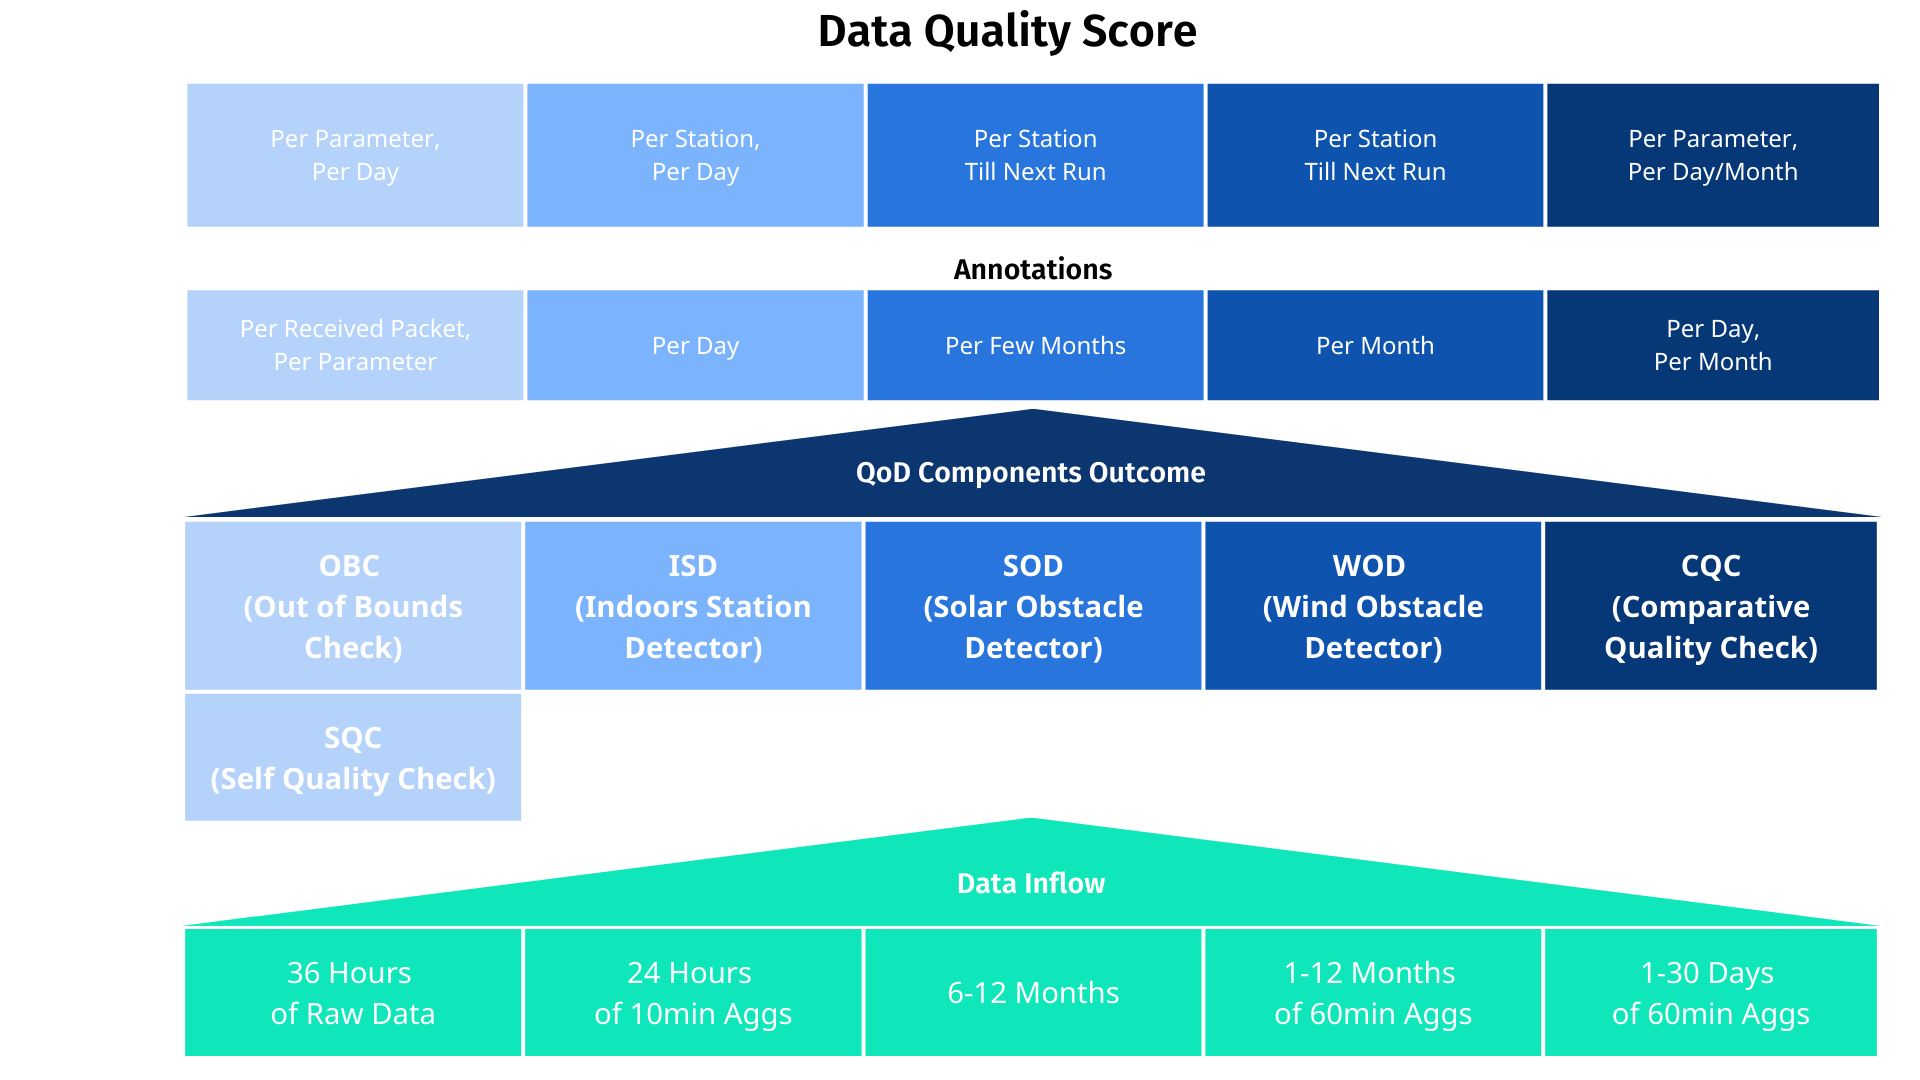 Data Quality Score
Per Parameter,
Per Day
Per Station,
Per Day
Per Station
Till Next Run
Per Station
Till Next Run
Per Parameter,
Per Day/Month
Annotations
Per Received Packet,
Per Parameter
Per Day
Per Few Months
Per Month
Per Day,
Per Month
QoD Components Outcome
OBC
(Out of Bounds
Check)
ISD
(Indoors Station
Detector)
SOD
(Solar Obstacle
Detector)
WOD
(Wind Obstacle
Detector)
CQC
(Comparative
Quality Check)
SQC
(Self Quality Check)
Data Inflow
36 Hours
of Raw Data
24 Hours
of 10min Aggs
6-12 Months
1-12 Months
of 60min Aggs
1-30 Days
of 60min Aggs